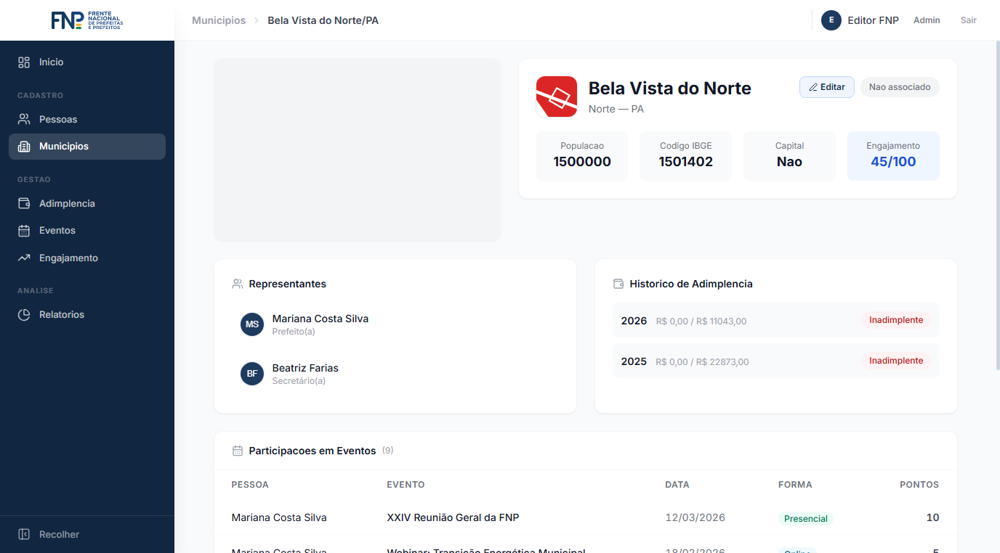 FNP FRENTE
NACIONAL
DE PREFEITAS
E PREFEITOS
Municipios > Bela Vista do Norte/PA
E Editor FNP Admin Sair
Inicio
CADASTRO
Pessoas
Municipios
GESTAO
Adimplencia
Eventos
Engajamento
ANALISE
Relatorios
Recolher
Bela Vista do Norte
Norte — PA
Editar
Nao associado
Populacao
1500000
Codigo IBGE
1501402
Capital
Nao
Engajamento
45/100
Representantes
MS Mariana Costa Silva
Prefeito(a)
BF Beatriz Farias
Secretário(a)
Historico de Adimplencia
2026 R$ 0,00 / R$ 11043,00 Inadimplente
2025 R$ 0,00 / R$ 22873,00 Inadimplente
Participacoes em Eventos (9)
PESSOA EVENTO DATA FORMA PONTOS
Mariana Costa Silva XXIV Reunião Geral da FNP 12/03/2026 Presencial 10
Mariana Costa Silva Webinar: Transição Energética Municipal 18/02/2026 Online 5